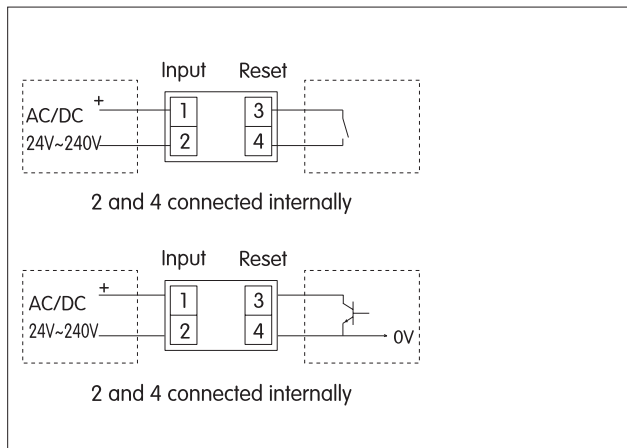 Input Reset
+
AC/DC 1 3
24V~240V 2 4
2 and 4 connected internally
Input Reset
+
AC/DC 1 3
24V~240V 2 4 0V
2 and 4 connected internally